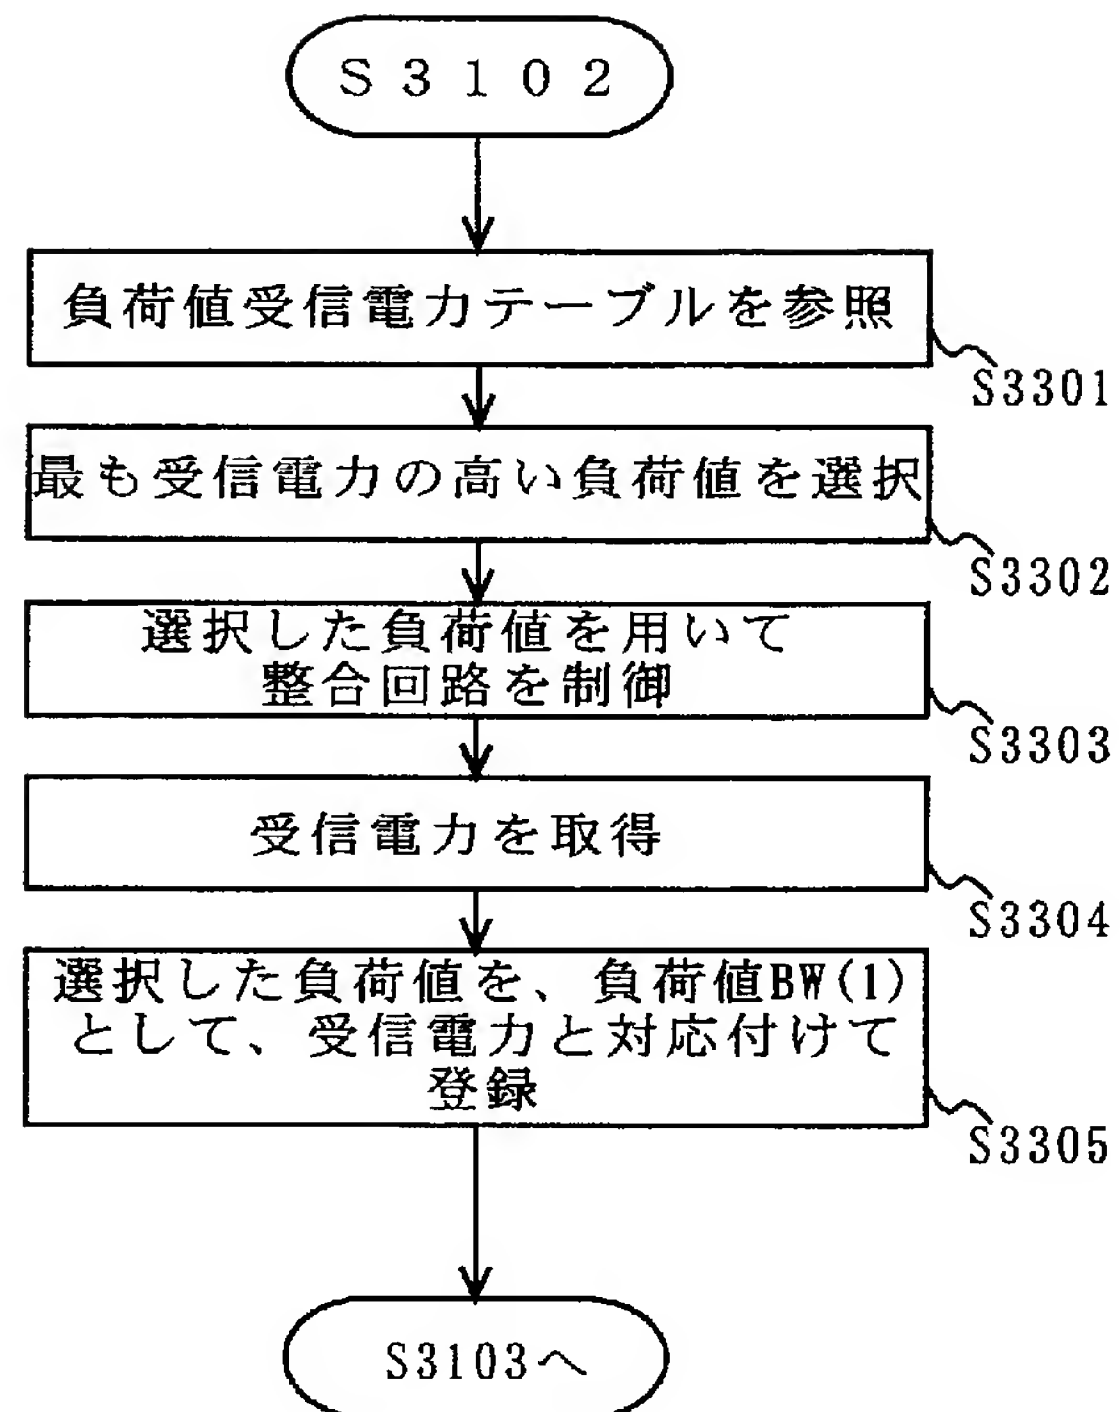 S3102
負荷値受信電力テーブルを参照
S3301
最も受信電力の高い負荷値を選択
S3302
選択した負荷値を用いて
整合回路を制御
S3303
受信電力を取得
S3304
選択した負荷値を、負荷値BW(1)
として、受信電力と対応付けて
登録
S3305
S3103へ